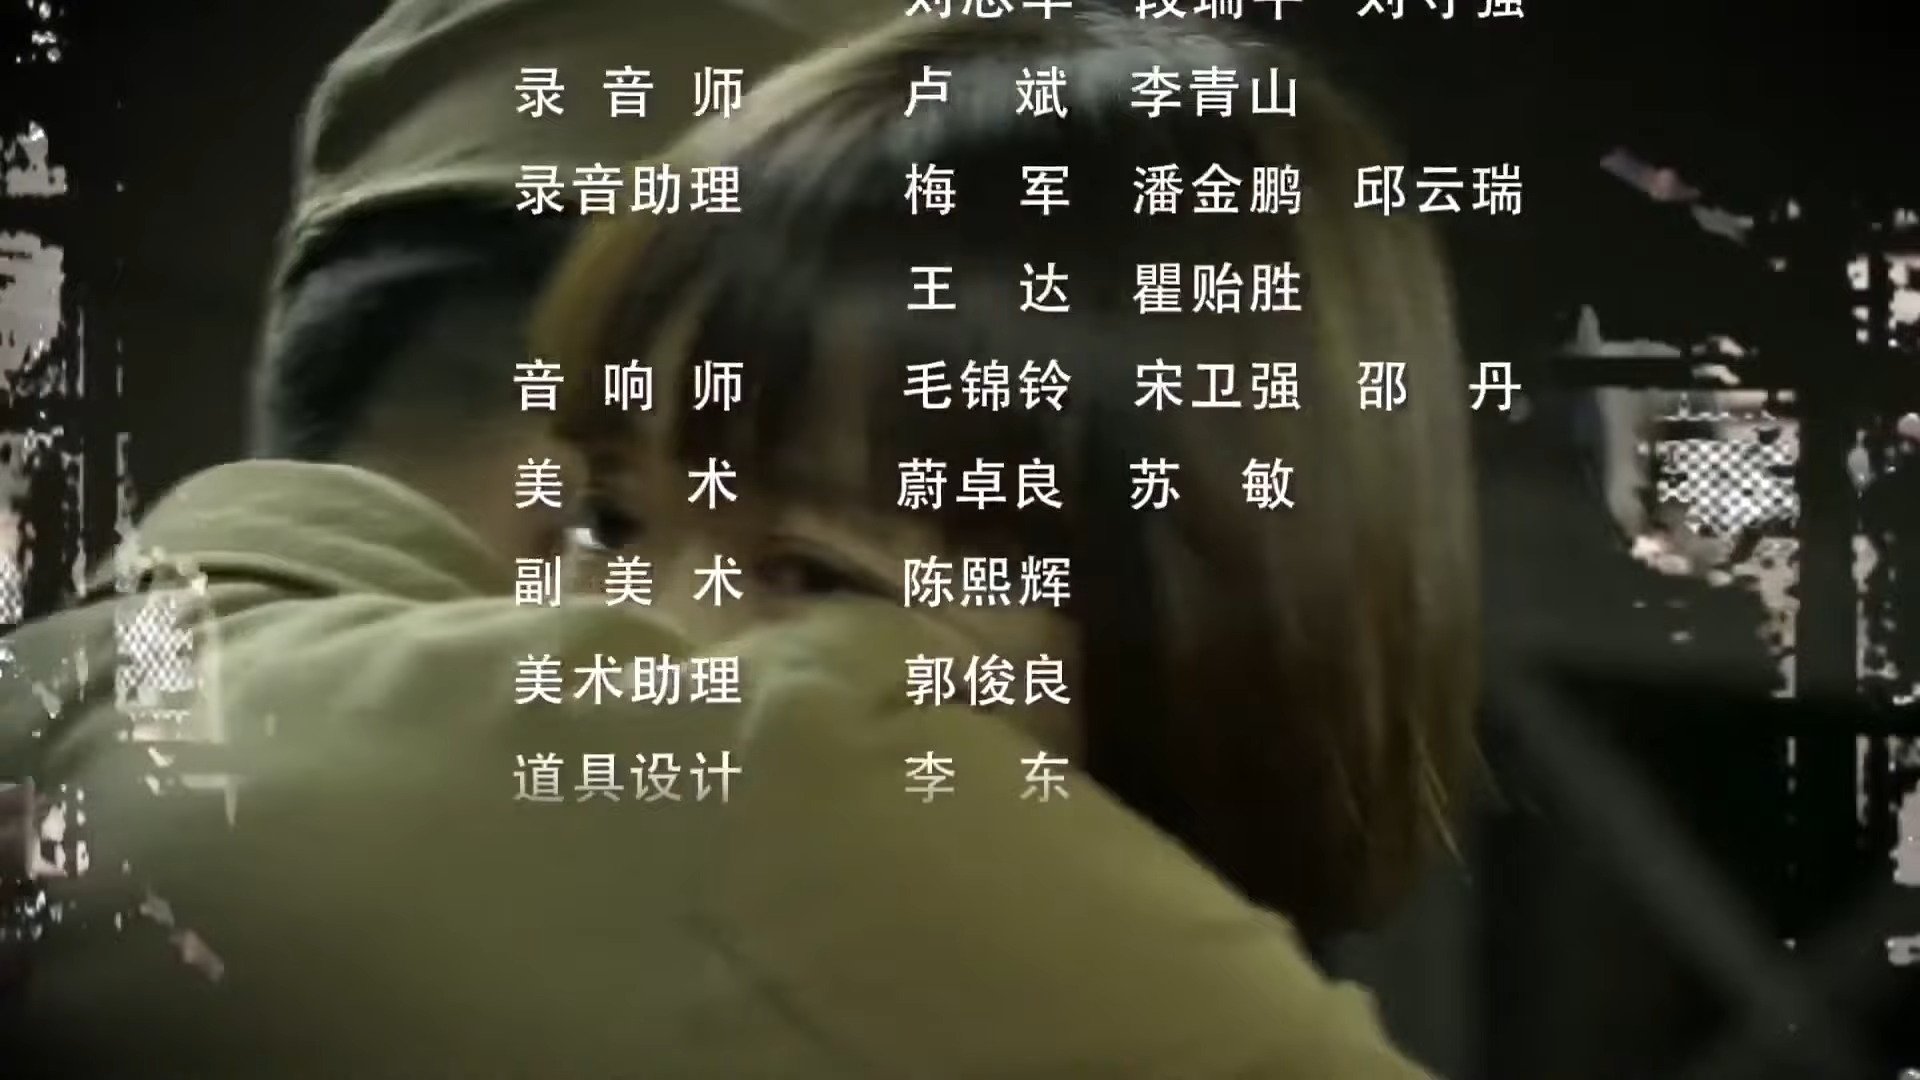 录音师 卢斌 李青山
录音助理 梅军 潘金鹏 邱云瑞
王达 瞿贻胜
音响师 毛锦铃 宋卫强 邵丹
美术 蔚卓良 苏敏
副美术 陈熙辉
美术助理 郭俊良
道具设计 李东